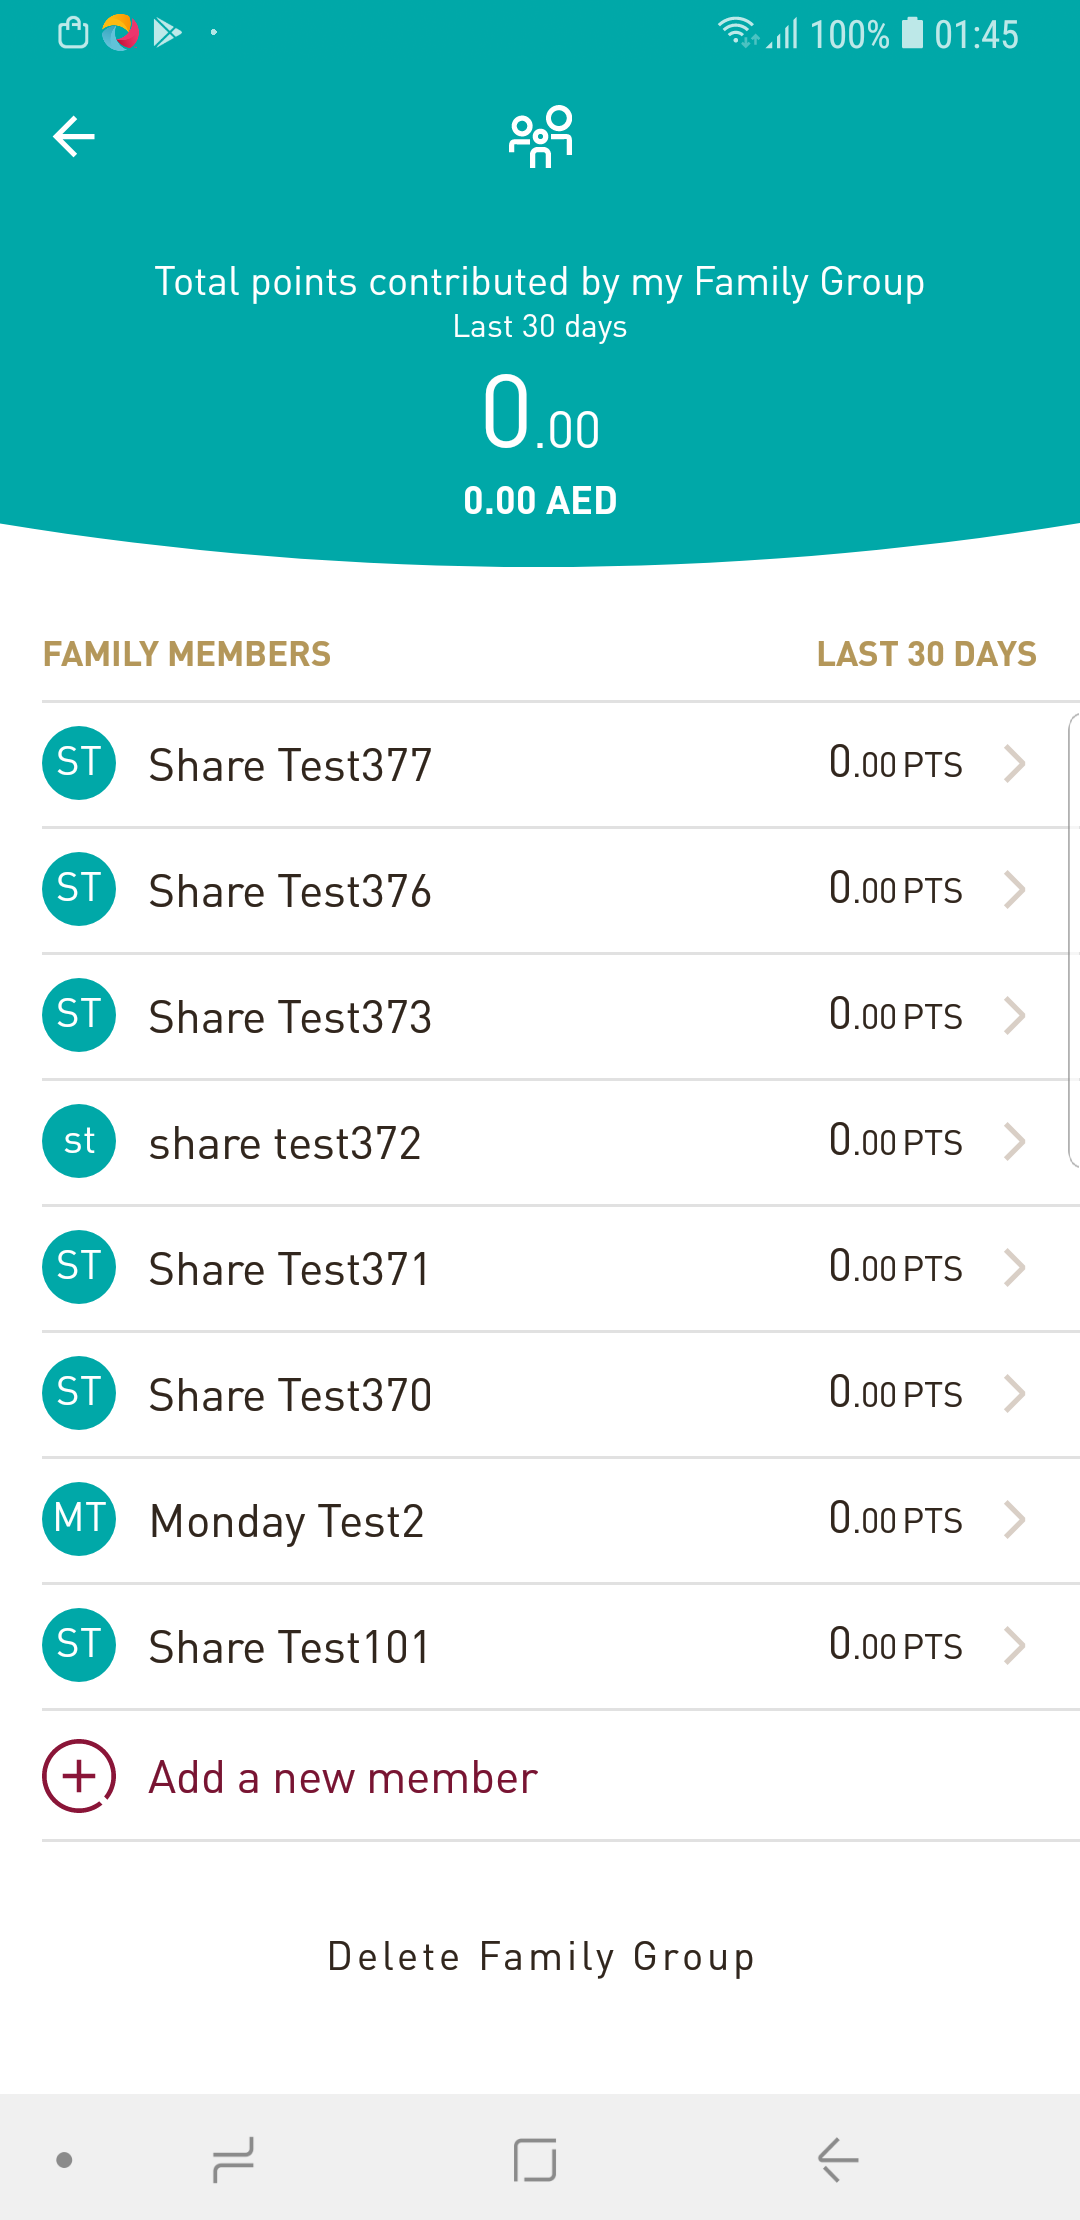 100% 01:45
Total points contributed by my Family Group
Last 30 days
0.00
0.00 AED
FAMILY MEMBERS LAST 30 DAYS
ST Share Test377 0.00 PTS
ST Share Test376 0.00 PTS
ST Share Test373 0.00 PTS
st share test372 0.00 PTS
ST Share Test371 0.00 PTS
ST Share Test370 0.00 PTS
MT Monday Test2 0.00 PTS
ST Share Test101 0.00 PTS
Add a new member
Delete Family Group